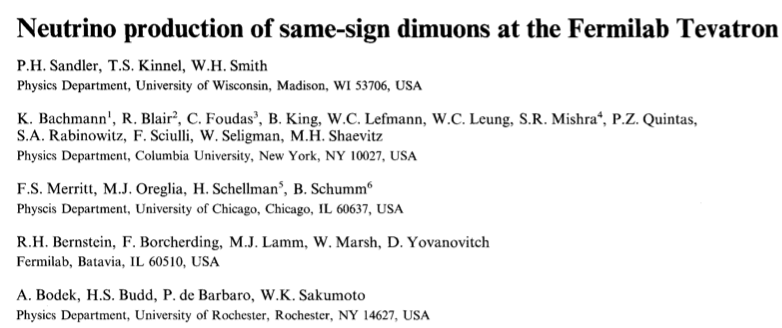 Neutrino production of same-sign dimuons at the Fermilab Tevatron
P.H. Sandler, T.S. Kinnel, W.H. Smith
Physics Department, University of Wisconsin, Madison, WI 53706, USA
K. Bachmann¹, R. Blair², C. Foudas³, B. King, W.C. Lefmann, W.C. Leung, S.R. Mishra⁴, P.Z. Quintas,
S.A. Rabinowitz, F. Sciulli, W. Seligman, M.H. Shaevitz
Physics Department, Columbia University, New York, NY 10027, USA
F.S. Merritt, M.J. Oreglia, H. Schellman⁵, B. Schumm⁶
Physcis Department, University of Chicago, Chicago, IL 60637, USA
R.H. Bernstein, F. Borcherding, M.J. Lamm, W. Marsh, D. Yovanovitch
Fermilab, Batavia, IL 60510, USA
A. Bodek, H.S. Budd, P. de Barbaro, W.K. Sakumoto
Physics Department, University of Rochester, Rochester, NY 14627, USA